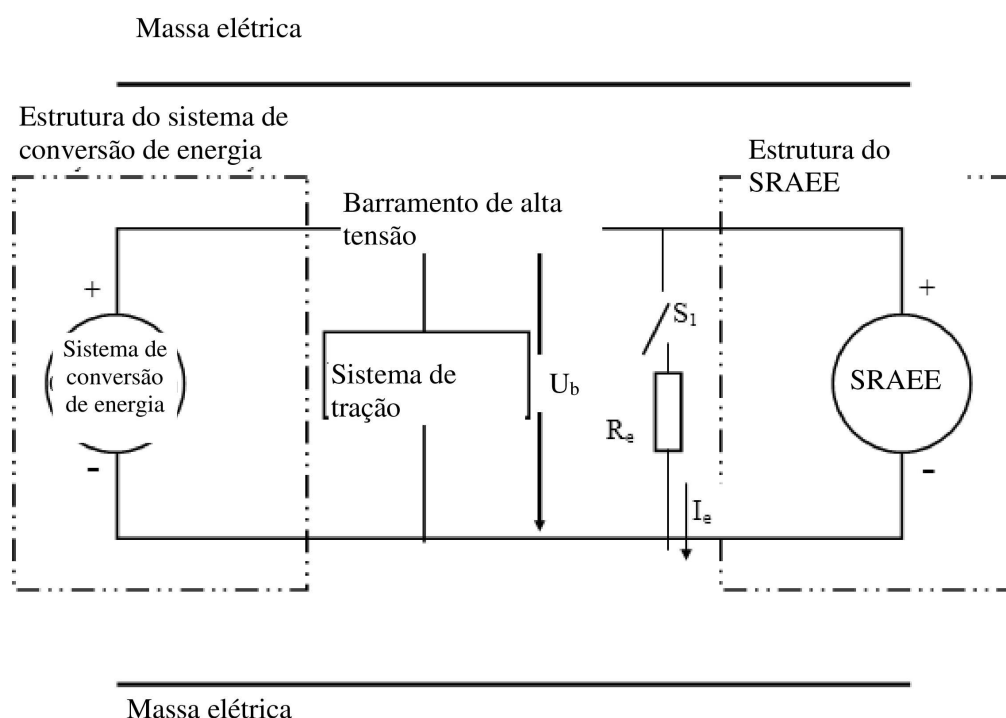 Massa elétrica
Estrutura do sistema de
conversão de energia
Estrutura do
SRAEE
Barramento de alta
tensão
+
+
S1
Sistema de
conversão
de energia
Sistema de
tração
Ub
SRAEE
Re
-
-
Ie
Massa elétrica